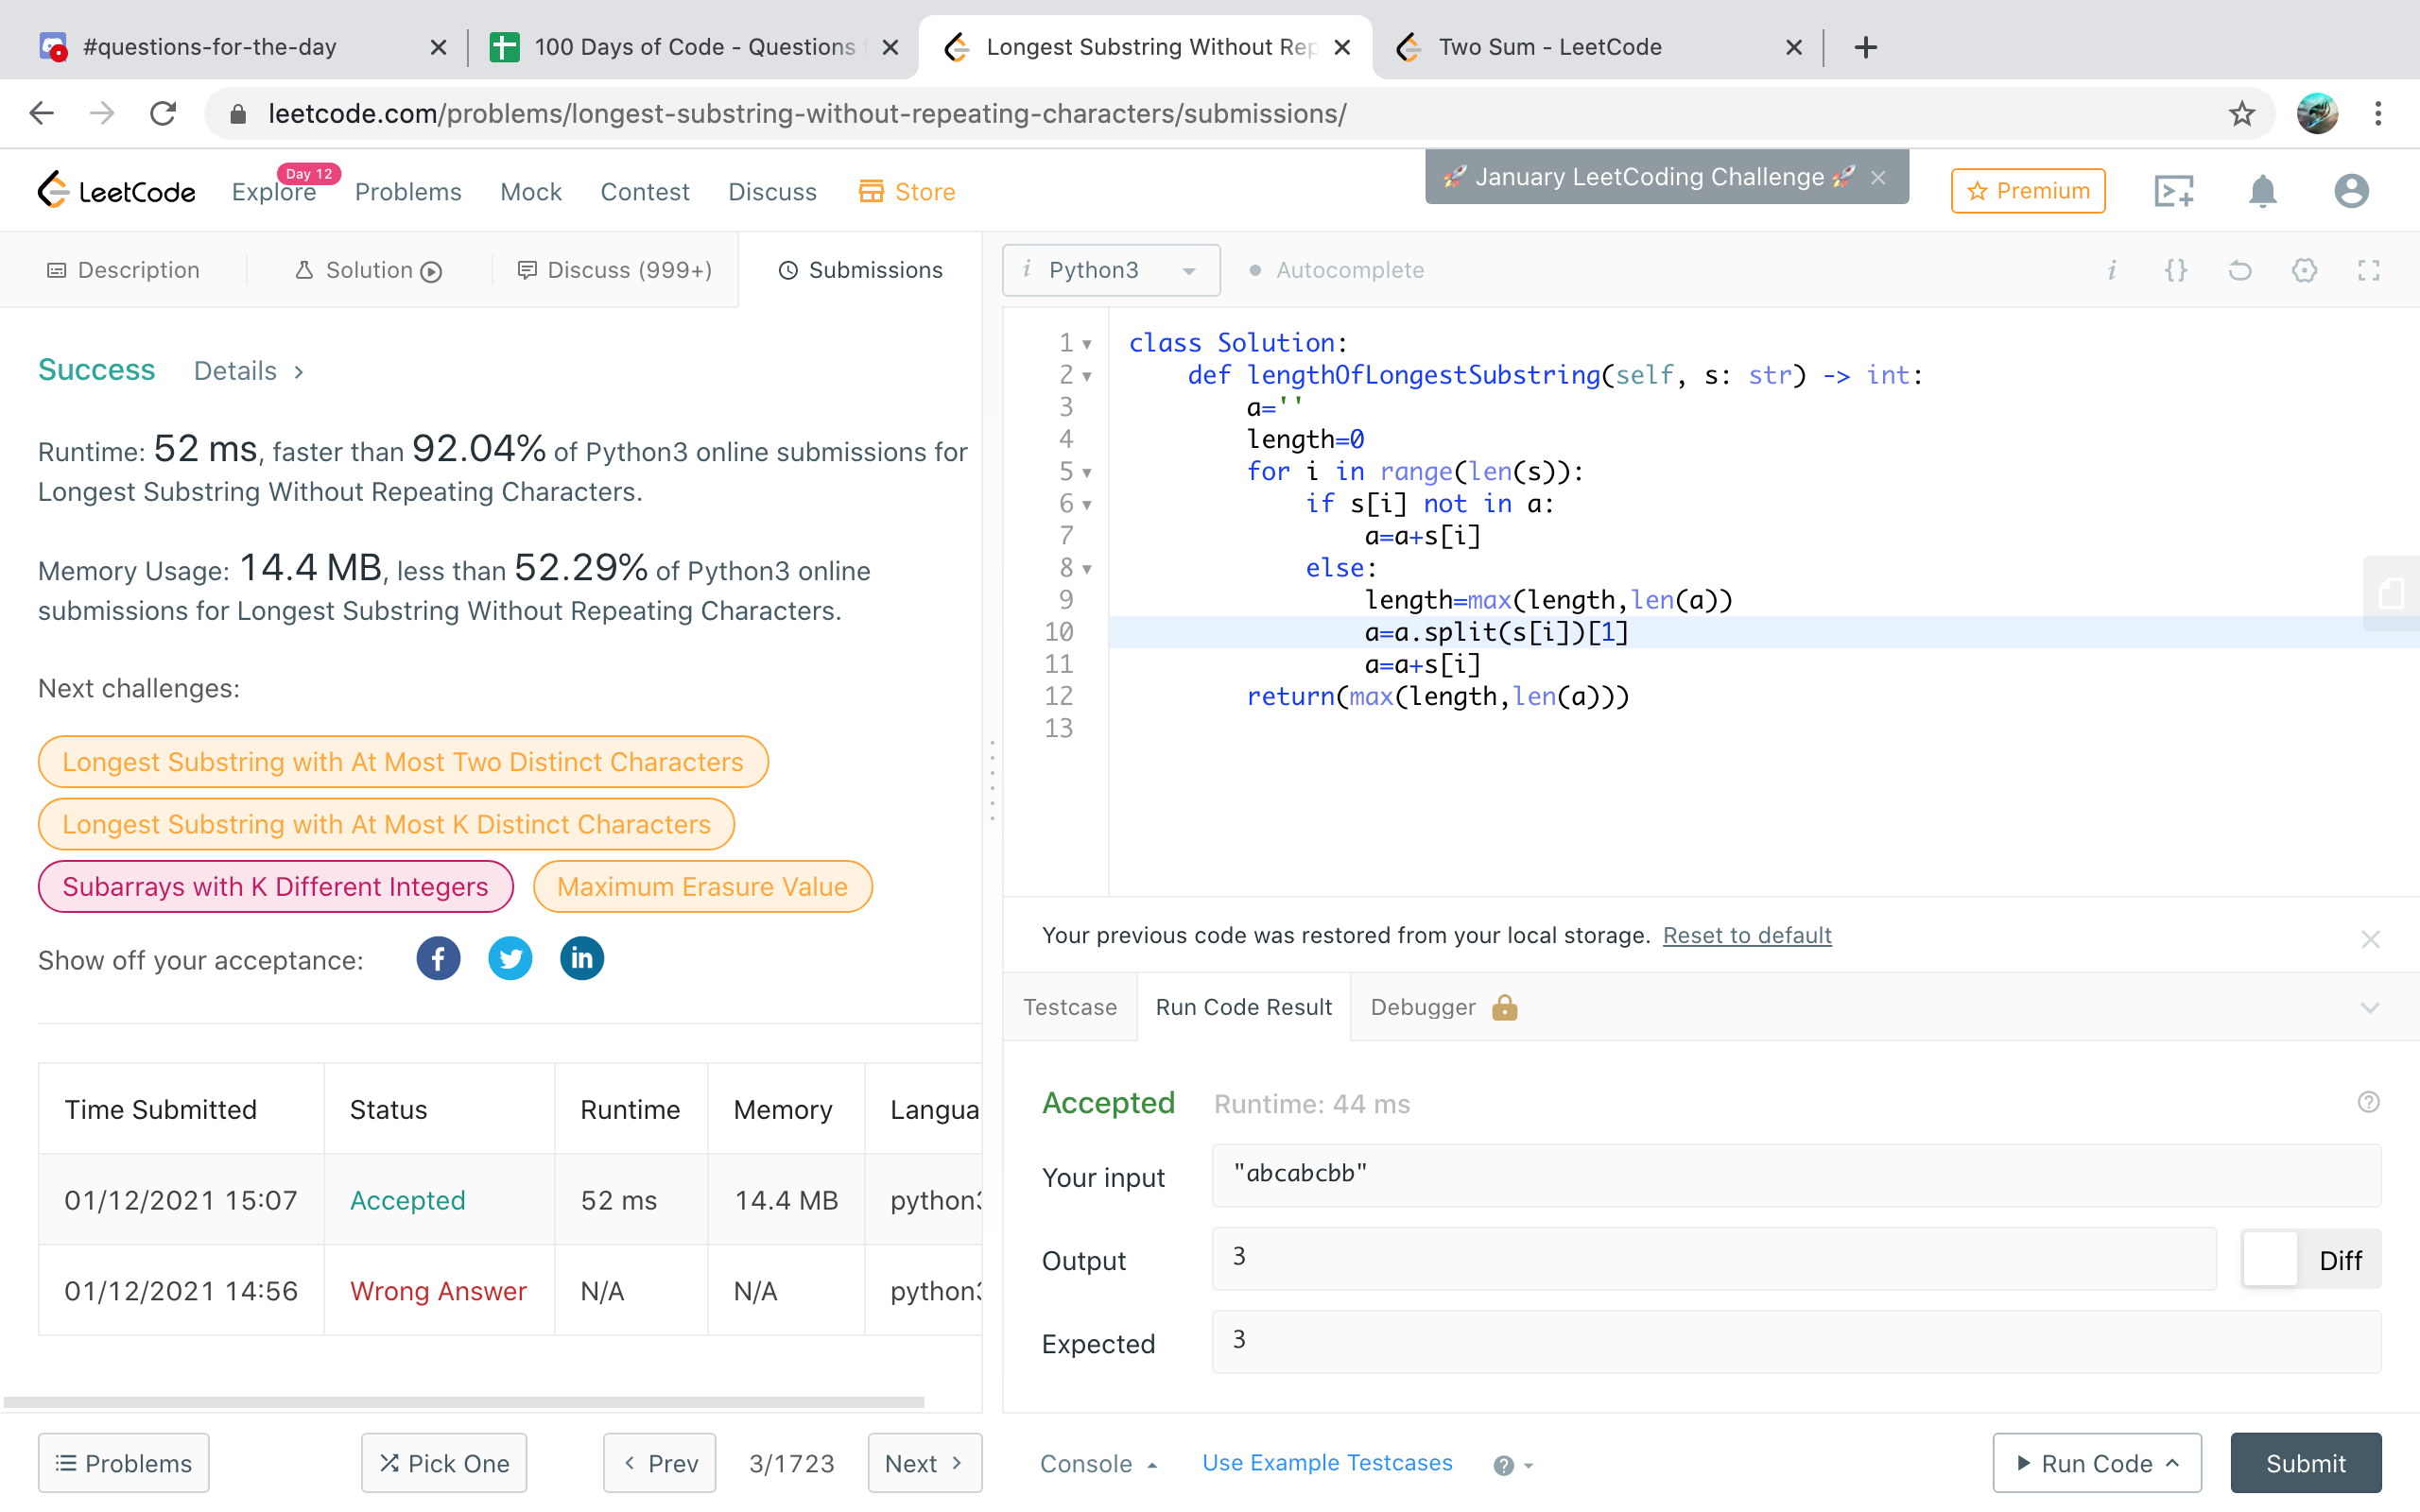 #questions-for-the-day
100 Days of Code - Questions
Longest Substring Without Rep
Two Sum - LeetCode
leetcode.com/problems/longest-substring-without-repeating-characters/submissions/
LeetCode
Explore
Day 12
Problems
Mock
Contest
Discuss
Store
🚀 January LeetCoding Challenge 🚀
Premium
Description
Solution
Discuss (999+)
Submissions
i Python3
Autocomplete
i {}
Success
Details >
Runtime: 52 ms, faster than 92.04% of Python3 online submissions for
Longest Substring Without Repeating Characters.
Memory Usage: 14.4 MB, less than 52.29% of Python3 online
submissions for Longest Substring Without Repeating Characters.
Next challenges:
Longest Substring with At Most Two Distinct Characters
Longest Substring with At Most K Distinct Characters
Subarrays with K Different Integers
Maximum Erasure Value
Show off your acceptance:
f
in
Time Submitted Status Runtime Memory Langua
01/12/2021 15:07 Accepted 52 ms 14.4 MB python3
01/12/2021 14:56 Wrong Answer N/A N/A python3
Problems
Pick One
Prev
3/1723
Next
1 class Solution:
2 def lengthOfLongestSubstring(self, s: str) -> int:
3 a=''
4 length=0
5 for i in range(len(s)):
6 if s[i] not in a:
7 a=a+s[i]
8 else:
9 length=max(length,len(a))
10 a=a.split(s[i])[1]
11 a=a+s[i]
12 return(max(length,len(a)))
13
Your previous code was restored from your local storage. Reset to default
Testcase
Run Code Result
Debugger
Accepted
Runtime: 44 ms
Your input
"abcabcbb"
Output
3
Diff
Expected
3
Console
Use Example Testcases
Run Code
Submit